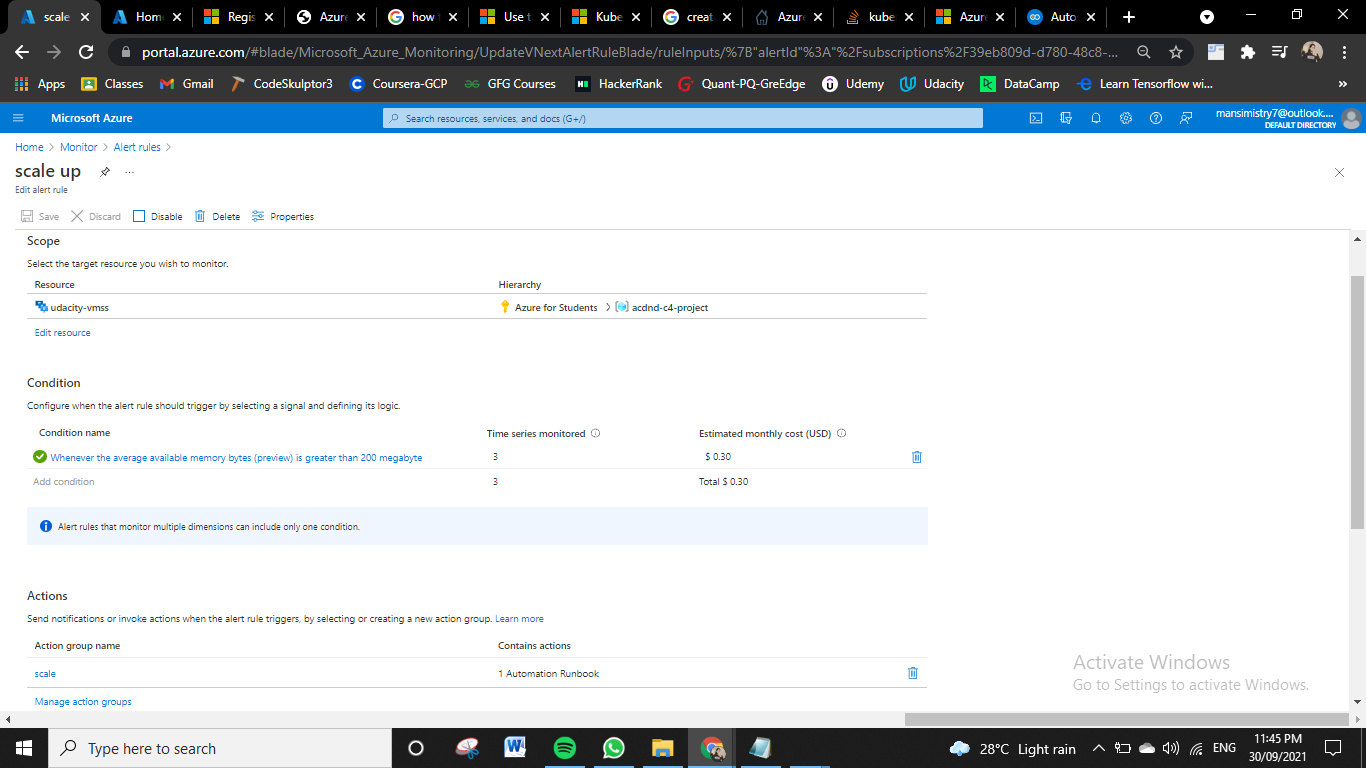 scale
Hom
Regis
Azure
how
Use t
Kube
creat
Azur
kube
Azur
Auto
portal.azure.com/#blade/Microsoft_Azure_Monitoring/UpdateVNextAlertRuleBlade/ruleInputs/%7B"alertId"%3A"%2Fsubscriptions%2F39eb809d-d780-48c8-...
Apps
Classes
Gmail
CodeSkulptor3
Coursera-GCP
GFG Courses
HackerRank
Quant-PQ-GreEdge
Udemy
Udacity
DataCamp
Learn Tensorflow wi...
Microsoft Azure
Search resources, services, and docs (G+/)
mansimistry7@outlook....
DEFAULT DIRECTORY
Home > Monitor > Alert rules >
scale up
Edit alert rule
Save Discard Disable Delete Properties
Scope
Select the target resource you wish to monitor.
Resource Hierarchy
udacity-vmss Azure for Students > acdnd-c4-project
Edit resource
Condition
Configure when the alert rule should trigger by selecting a signal and defining its logic.
Condition name Time series monitored Estimated monthly cost (USD)
Whenever the average available memory bytes (preview) is greater than 200 megabyte 3 $ 0.30
Add condition 3 Total $ 0.30
Alert rules that monitor multiple dimensions can include only one condition.
Actions
Send notifications or invoke actions when the alert rule triggers, by selecting or creating a new action group. Learn more
Action group name Contains actions
scale 1 Automation Runbook
Manage action groups
Activate Windows
Go to Settings to activate Windows.
Type here to search
28°C Light rain
ENG
11:45 PM
30/09/2021